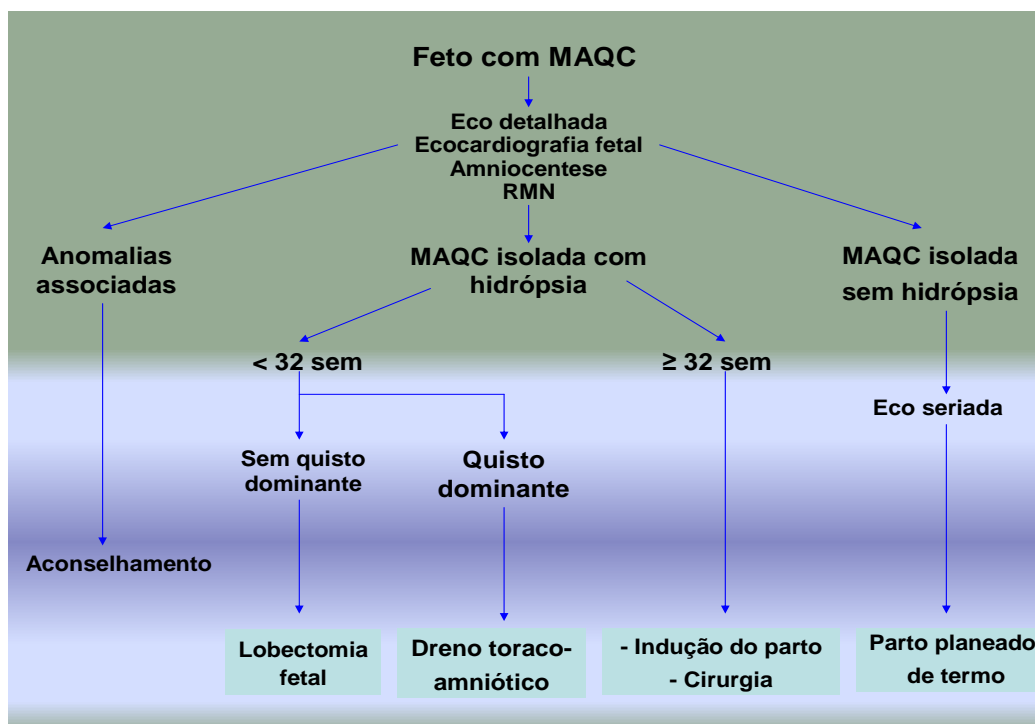 Feto com MAQC
Eco detalhada
Ecocardiografia fetal
Amniocentese
RMN
Anomalias
associadas
MAQC isolada com
hidrópsia
MAQC isolada
sem hidrópsia
< 32 sem
≥ 32 sem
Eco seriada
Sem quisto
dominante
Quisto
dominante
Aconselhamento
Lobectomia
fetal
Dreno toraco-
amniótico
- Indução do parto
- Cirurgia
Parto planeado
de termo